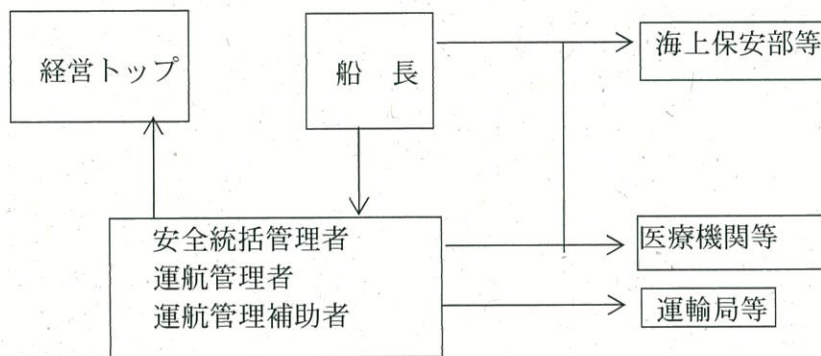 経営トップ
船　長
海上保安部等
安全統括管理者
運航管理者
運航管理補助者
医療機関等
運輸局等